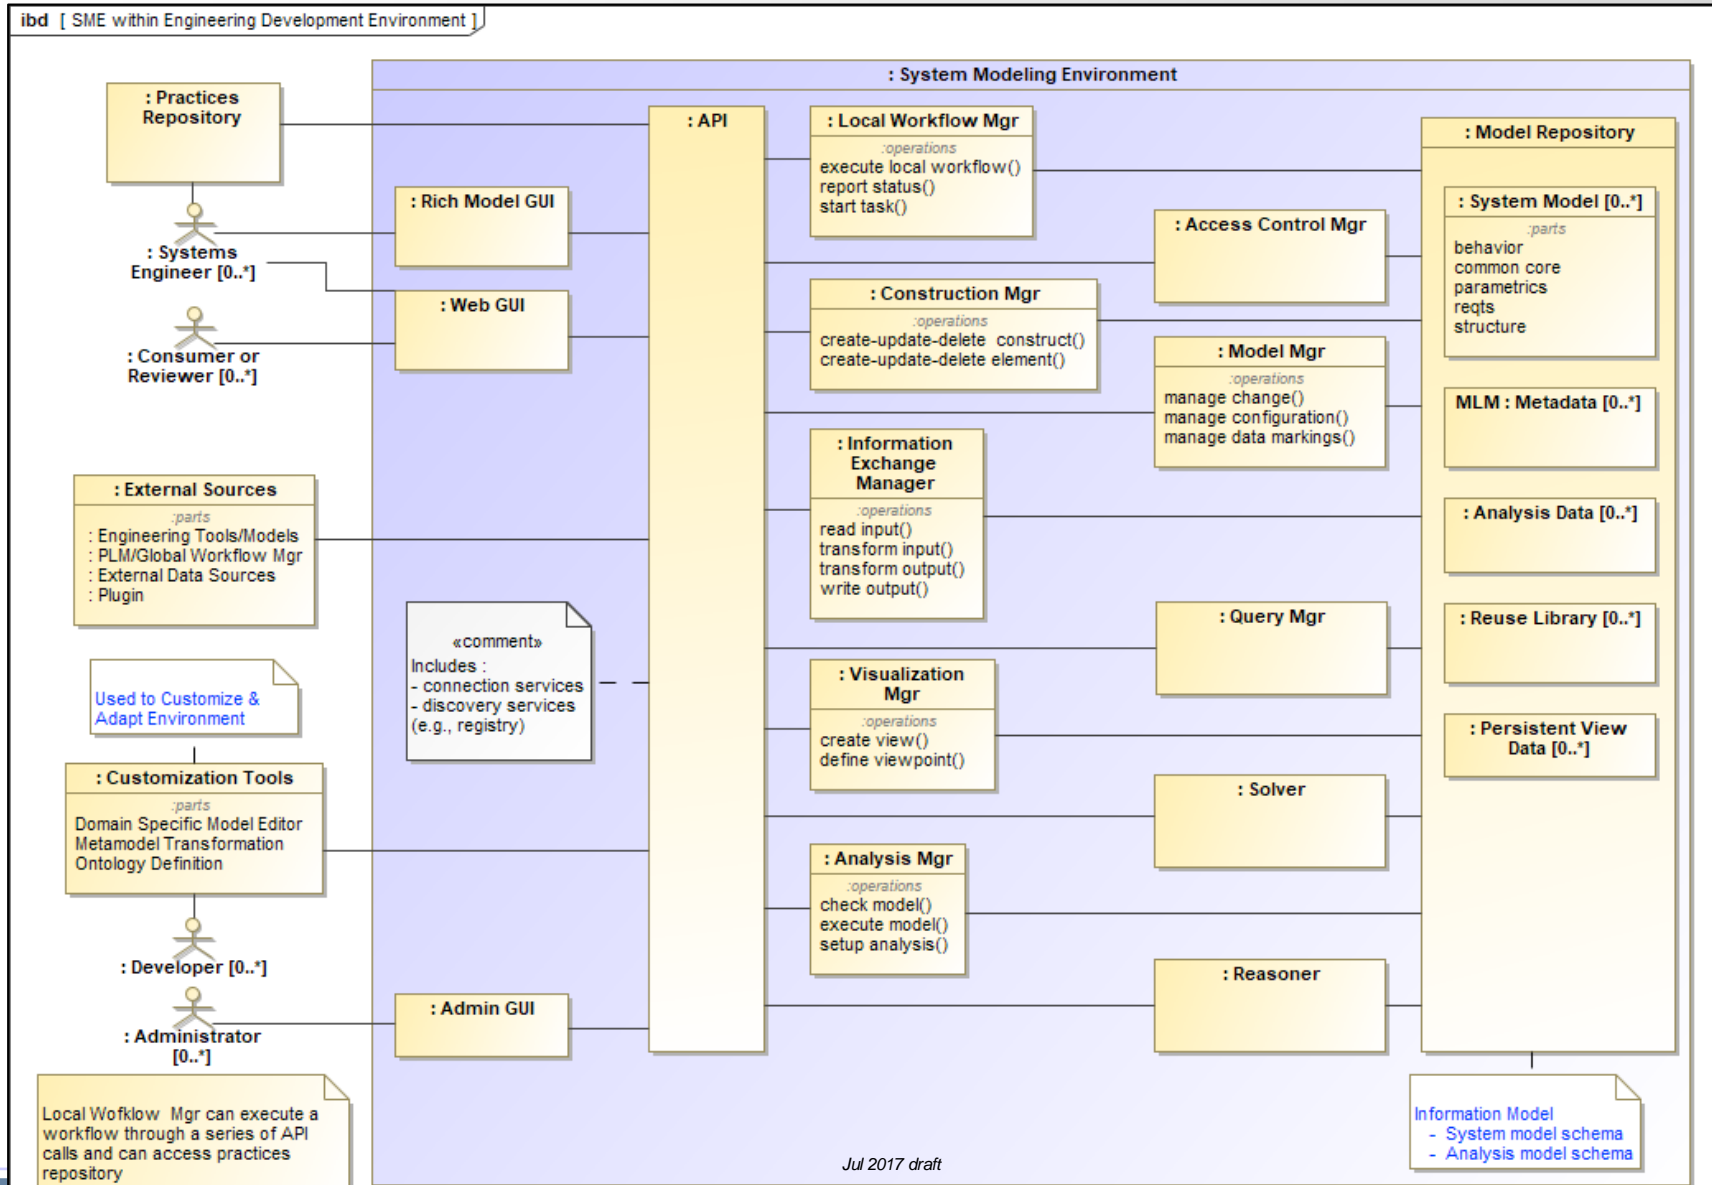 ibd [ SME within Engineering Development Environment ]
: System Modeling Environment
: Practices
Repository
: Systems
Engineer [0..*]
: Consumer or
Reviewer [0..*]
: External Sources
:parts
: Engineering Tools/Models
: PLM/Global Workflow Mgr
: External Data Sources
: Plugin
Used to Customize &
Adapt Environment
: Customization Tools
:parts
Domain Specific Model Editor
Metamodel Transformation
Ontology Definition
: Developer [0..*]
: Administrator
[0..*]
Local Wofklow Mgr can execute a
workflow through a series of API
calls and can access practices
repository
: Rich Model GUI
: Web GUI
«comment»
Includes :
- connection services
- discovery services
(e.g., registry)
: Admin GUI
: API
: Local Workflow Mgr
:operations
execute local workflow()
report status()
start task()
: Construction Mgr
:operations
create-update-delete construct()
create-update-delete element()
: Information
Exchange
Manager
:operations
read input()
transform input()
transform output()
write output()
: Visualization
Mgr
:operations
create view()
define viewpoint()
: Analysis Mgr
:operations
check model()
execute model()
setup analysis()
: Access Control Mgr
: Model Mgr
:operations
manage change()
manage configuration()
manage data markings()
: Query Mgr
: Solver
: Reasoner
: Model Repository
: System Model [0..*]
:parts
behavior
common core
parametrics
reqts
structure
MLM : Metadata [0..*]
: Analysis Data [0..*]
: Reuse Library [0..*]
: Persistent View
Data [0..*]
Information Model
- System model schema
- Analysis model schema
Jul 2017 draft